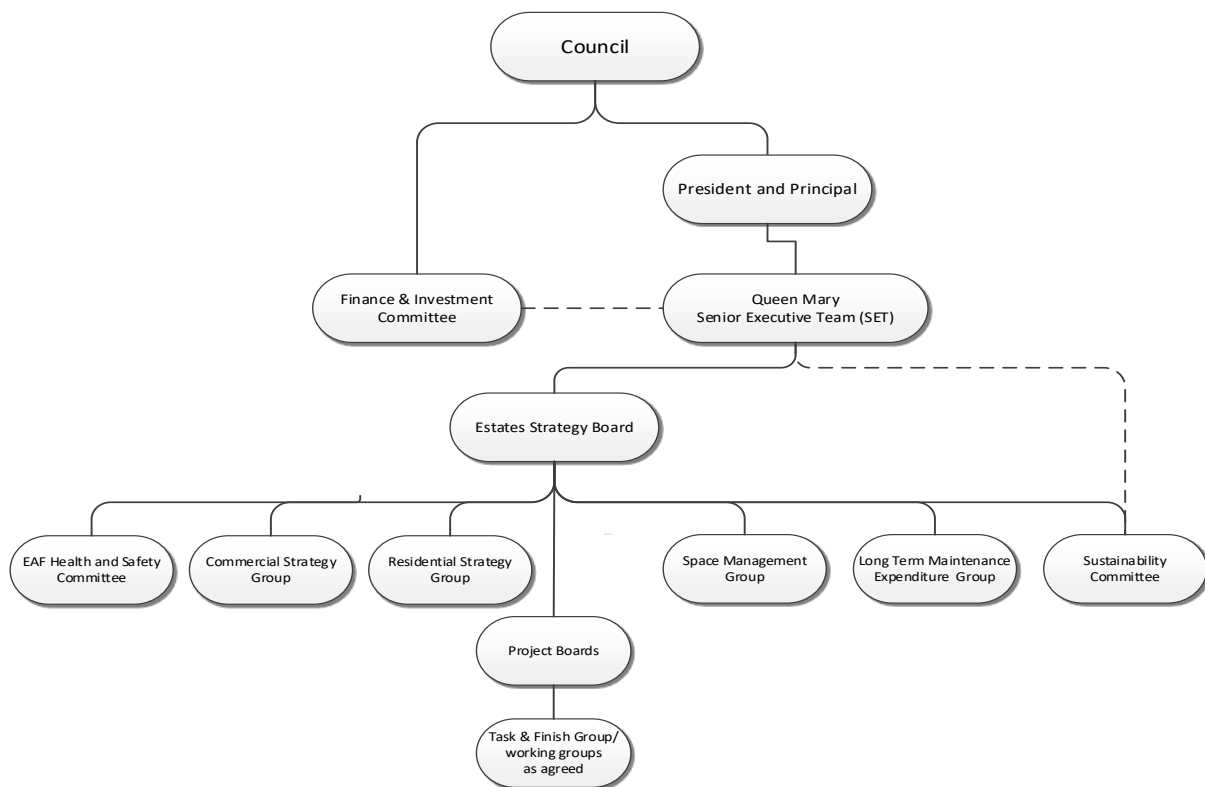 Council
President and Principal
Finance & Investment
Committee
Queen Mary
Senior Executive Team (SET)
Estates Strategy Board
EAF Health and Safety
Committee
Commercial Strategy
Group
Residential Strategy
Group
Space Management
Group
Long Term Maintenance
Expenditure Group
Sustainability
Committee
Project Boards
Task & Finish Group/
working groups
as agreed